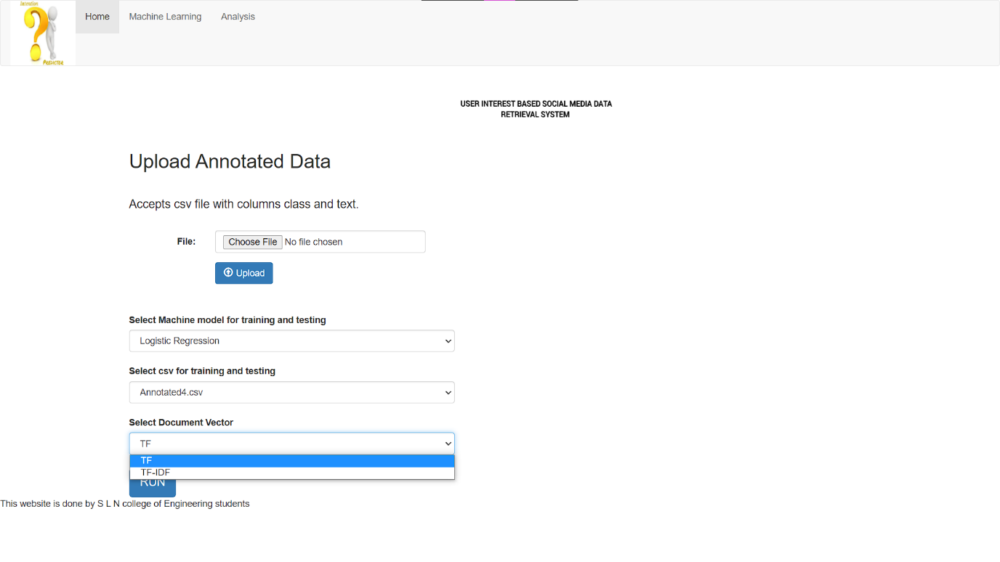 Intention
Predictor
Home
Machine Learning
Analysis
USER INTEREST BASED SOCIAL MEDIA DATA
RETRIEVAL SYSTEM
Upload Annotated Data
Accepts csv file with columns class and text.
File:
Choose File No file chosen
Upload
Select Machine model for training and testing
Logistic Regression
Select csv for training and testing
Annotated4.csv
Select Document Vector
TF
TF
TF-IDF
RUN
This website is done by S L N college of Engineering students